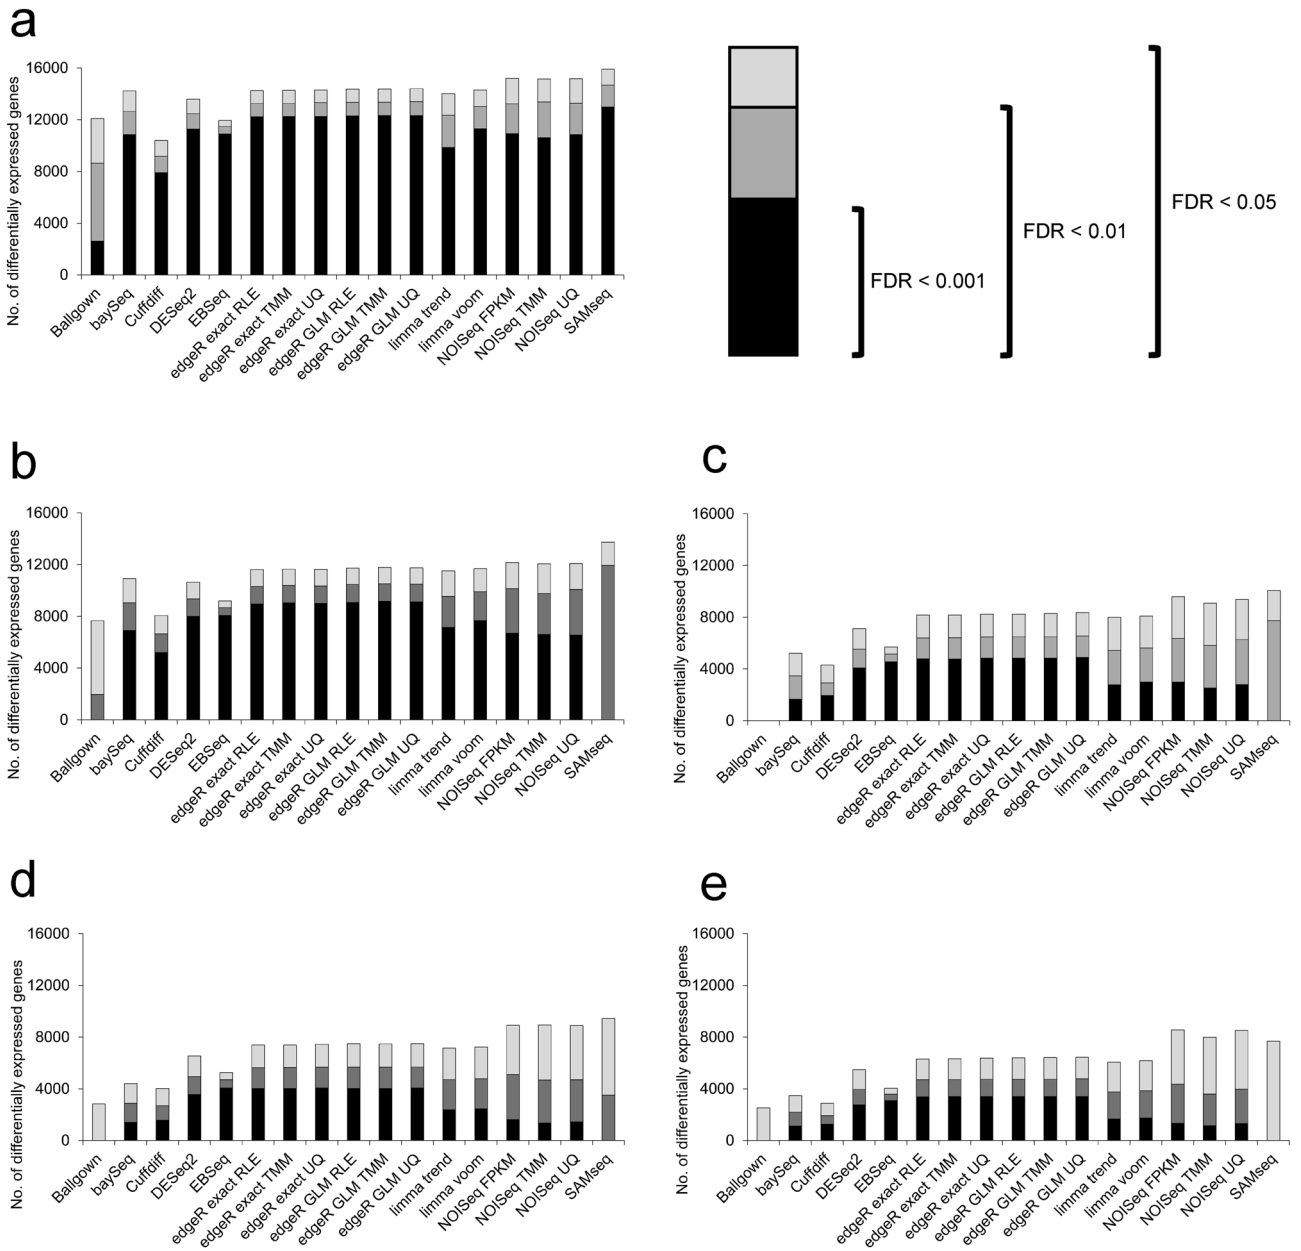 a
No. of differentially expressed genes
16000
12000
8000
4000
0
Ballgown
baySeq
Cuffdiff
DESeq2
EBSeq
edgeR exact RLE
edgeR exact TMM
edgeR exact UQ
edgeR GLM RLE
edgeR GLM TMM
edgeR GLM UQ
limma trend
limma voom
NOISeq FPKM
NOISeq TMM
NOISeq UQ
SAMseq
FDR < 0.001
FDR < 0.01
FDR < 0.05
b
No. of differentially expressed genes
16000
12000
8000
4000
0
Ballgown
baySeq
Cuffdiff
DESeq2
EBSeq
edgeR exact RLE
edgeR exact TMM
edgeR exact UQ
edgeR GLM RLE
edgeR GLM TMM
edgeR GLM UQ
limma trend
limma voom
NOISeq FPKM
NOISeq TMM
NOISeq UQ
SAMseq
c
No. of differentially expressed genes
16000
12000
8000
4000
0
Ballgown
baySeq
Cuffdiff
DESeq2
EBSeq
edgeR exact RLE
edgeR exact TMM
edgeR exact UQ
edgeR GLM RLE
edgeR GLM TMM
edgeR GLM UQ
limma trend
limma voom
NOISeq FPKM
NOISeq TMM
NOISeq UQ
SAMseq
d
No. of differentially expressed genes
16000
12000
8000
4000
0
Ballgown
baySeq
Cuffdiff
DESeq2
EBSeq
edgeR exact RLE
edgeR exact TMM
edgeR exact UQ
edgeR GLM RLE
edgeR GLM TMM
edgeR GLM UQ
limma trend
limma voom
NOISeq FPKM
NOISeq TMM
NOISeq UQ
SAMseq
e
No. of differentially expressed genes
16000
12000
8000
4000
0
Ballgown
baySeq
Cuffdiff
DESeq2
EBSeq
edgeR exact RLE
edgeR exact TMM
edgeR exact UQ
edgeR GLM RLE
edgeR GLM TMM
edgeR GLM UQ
limma trend
limma voom
NOISeq FPKM
NOISeq TMM
NOISeq UQ
SAMseq